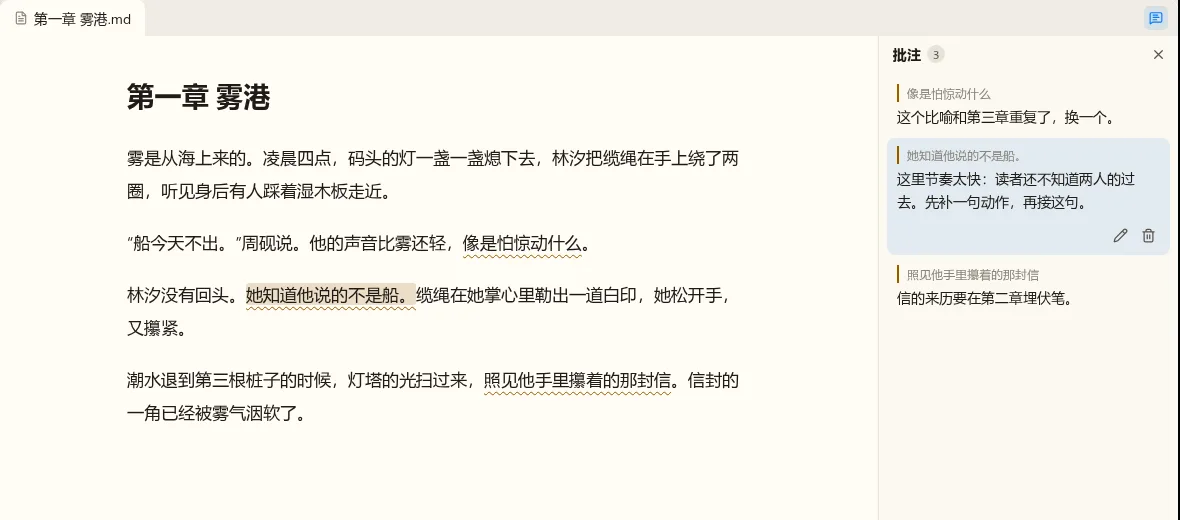 第一章 雾港.md
第一章 雾港
雾是从海上来的。凌晨四点，码头的灯一盏一盏熄下去，林汐把缆绳在手上绕了两
圈，听见身后有人踩着湿木板走近。
“船今天不出。”周砚说。他的声音比雾还轻，像是怕惊动什么。
林汐没有回头。她知道他说的不是船。缆绳在她掌心里勒出一道白印，她松开手，
又攥紧。
潮水退到第三根桩子的时候，灯塔的光扫过来，照见他手里攥着的那封信。信封的
一角已经被雾气洇软了。
批注 3
像是怕惊动什么
这个比喻和第三章重复了，换一个。
她知道他说的不是船。
这里节奏太快：读者还不知道两人的过
去。先补一句动作，再接这句。
照见他手里攥着的那封信
信的来历要在第二章埋伏笔。